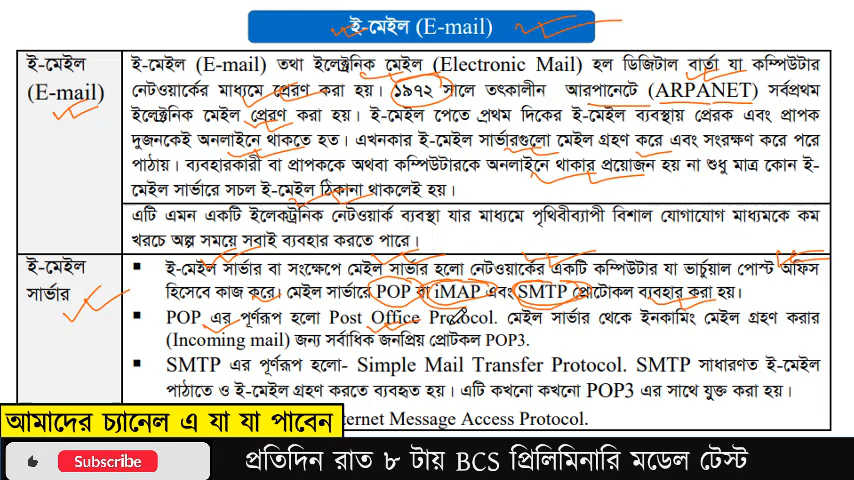 ই-মেইল (E-mail)
ই-মেইল
(E-mail)
ই-মেইল (E-mail) তথা ইলেক্ট্রনিক মেইল (Electronic Mail) হল ডিজিটাল বার্তা যা কম্পিউটার
নেটওয়ার্কের মাধ্যমে প্রেরণ করা হয়। ১৯৭২ সালে তৎকালীন আরপানেটে (ARPANET) সর্বপ্রথম
ইলেক্ট্রনিক মেইল প্রেরণ করা হয়। ই-মেইল পেতে প্রথম দিকের ই-মেইল ব্যবস্থায় প্রেরক এবং প্রাপক
দুজনকেই অনলাইনে থাকতে হত। এখনকার ই-মেইল সার্ভারগুলো মেইল গ্রহণ করে এবং সংরক্ষণ করে পরে
পাঠায়। ব্যবহারকারী বা প্রাপককে অথবা কম্পিউটারকে অনলাইনে থাকার প্রয়োজন হয় না শুধু মাত্র কোন ই-
মেইল সার্ভারে সচল ই-মেইল ঠিকানা থাকলেই হয়।
এটি এমন একটি ইলেকট্রনিক নেটওয়ার্ক ব্যবস্থা যার মাধ্যমে পৃথিবীব্যাপী বিশাল যোগাযোগ মাধ্যমকে কম
খরচে অল্প সময়ে সবাই ব্যবহার করতে পারে।
ই-মেইল
সার্ভার
ই-মেইল সার্ভার বা সংক্ষেপে মেইল সার্ভার হলো নেটওয়ার্কের একটি কম্পিউটার যা ভার্চুয়াল পোস্ট অফিস
হিসেবে কাজ করে। মেইল সার্ভারে POP বা iMAP এবং SMTP প্রোটোকল ব্যবহার করা হয়।
POP এর পূর্ণরূপ হলো Post Office Protocol. মেইল সার্ভার থেকে ইনকামিং মেইল গ্রহণ করার
(Incoming mail) জন্য সর্বাধিক জনপ্রিয় প্রোটকল POP3.
SMTP এর পূর্ণরূপ হলো- Simple Mail Transfer Protocol. SMTP সাধারণত ই-মেইল
পাঠাতে ও ই-মেইল গ্রহণ করতে ব্যবহৃত হয়। এটি কখনো কখনো POP3 এর সাথে যুক্ত করা হয়।
ternet Message Access Protocol.
আমাদের চ্যানেল এ যা যা পাবেন
Subscribe
প্রতিদিন রাত ৮ টায় BCS প্রিলিমিনারি মডেল টেস্ট